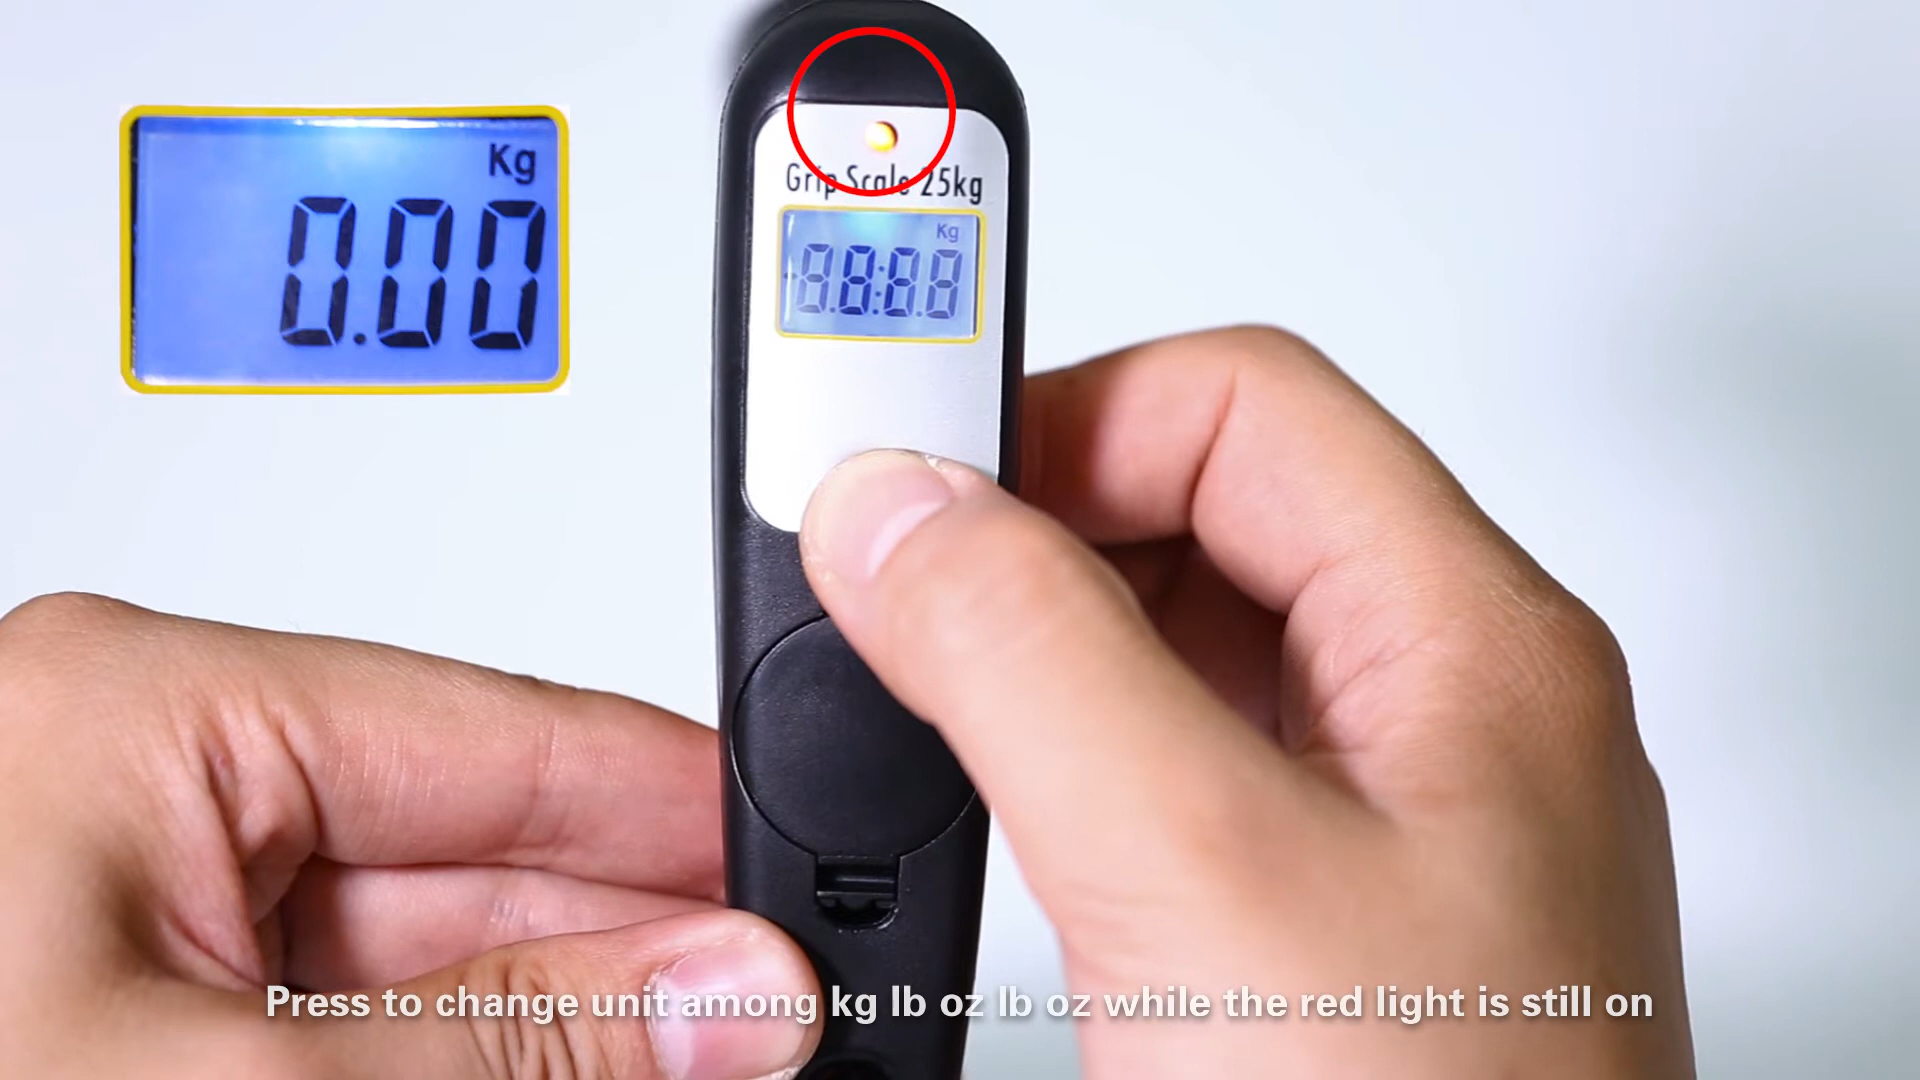 Kg
0.00
Grip Scale 25kg
Kg
-88:88
Press to change unit among kg lb oz lb oz while the red light is still on